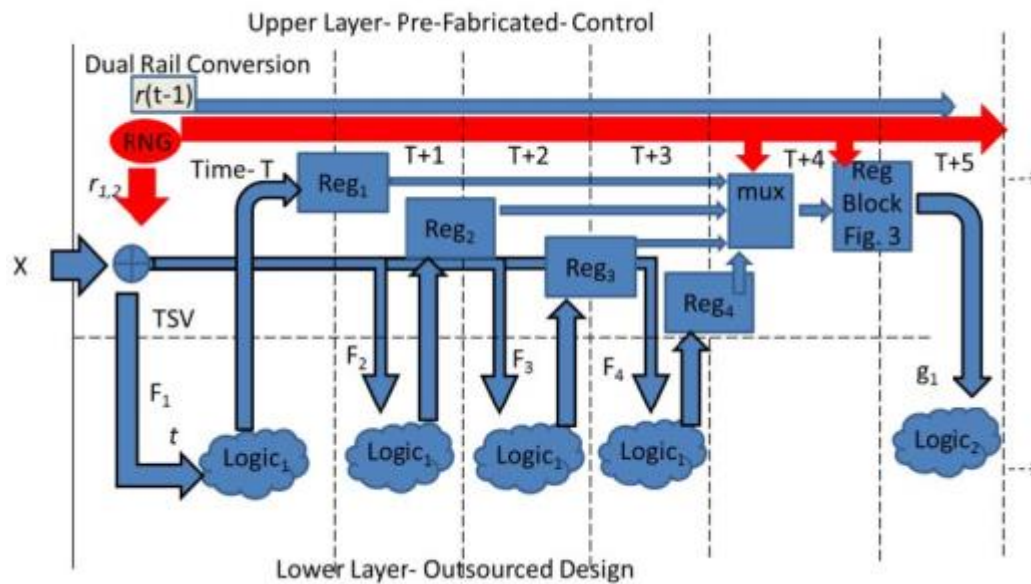 Upper Layer- Pre-Fabricated- Control
Dual Rail Conversion
r(t-1)
RNG
r1,2
Time- T
T+1
T+2
T+3
T+4
T+5
Reg1
Reg2
Reg3
Reg4
mux
Reg
Block
Fig. 3
X
TSV
F1
t
F2
F3
F4
g1
Logic1
Logic1
Logic1
Logic1
Logic2
Lower Layer- Outsourced Design